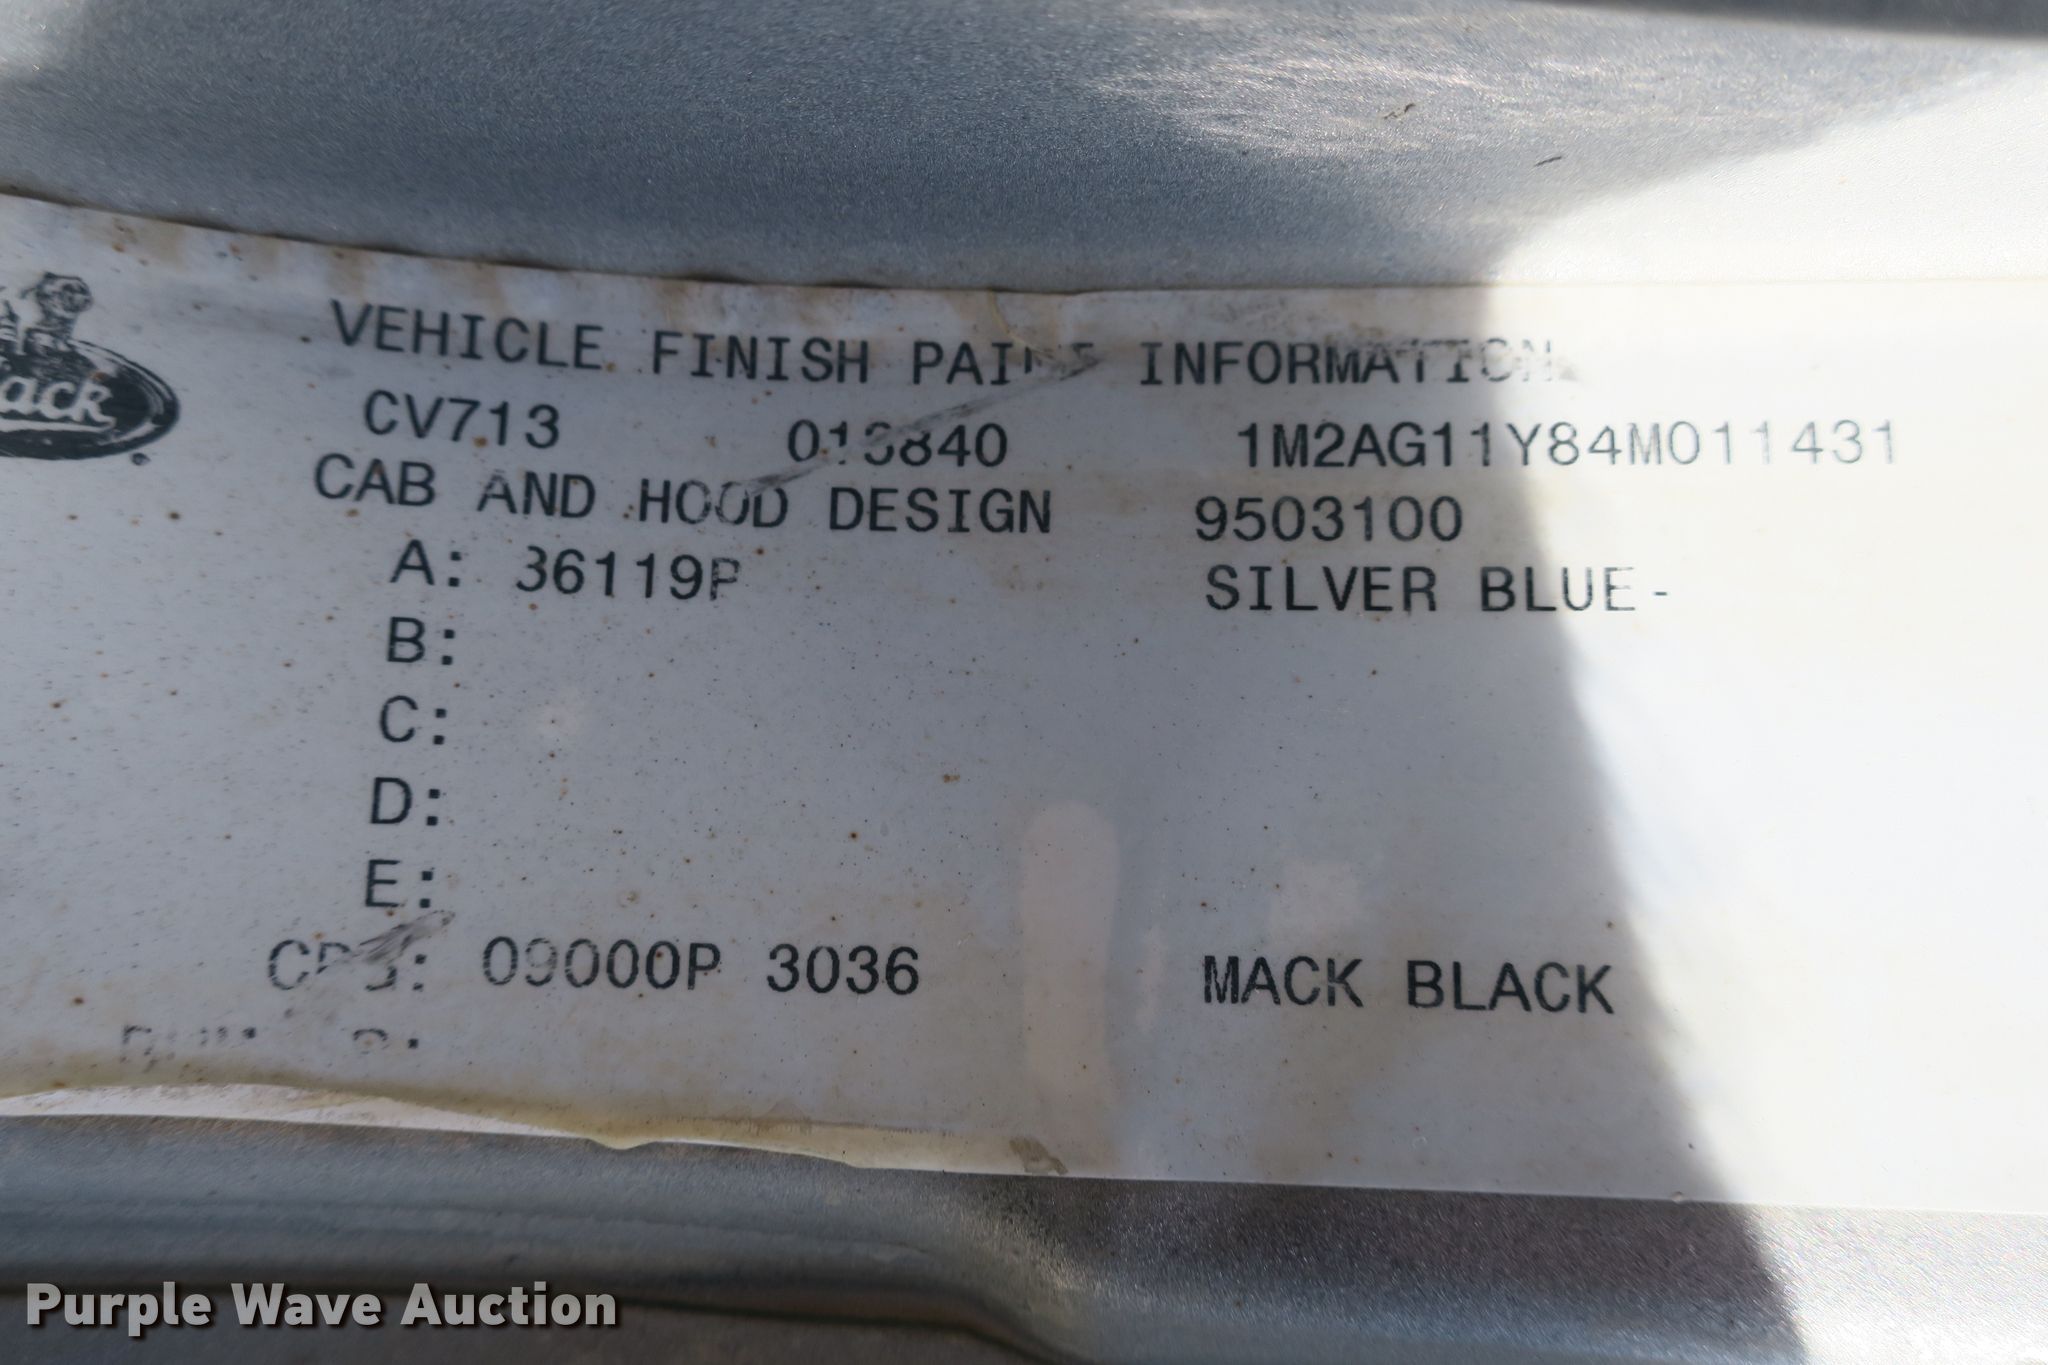 Mack
VEHICLE FINISH PAINT INFORMATION
CV713 1M2AG11Y84M011431
CAB AND HOOD DESIGN 9503100
A: 36119P SILVER BLUE-
B:
C:
D:
E:
09000P 3036 MACK BLACK
Purple Wave Auction